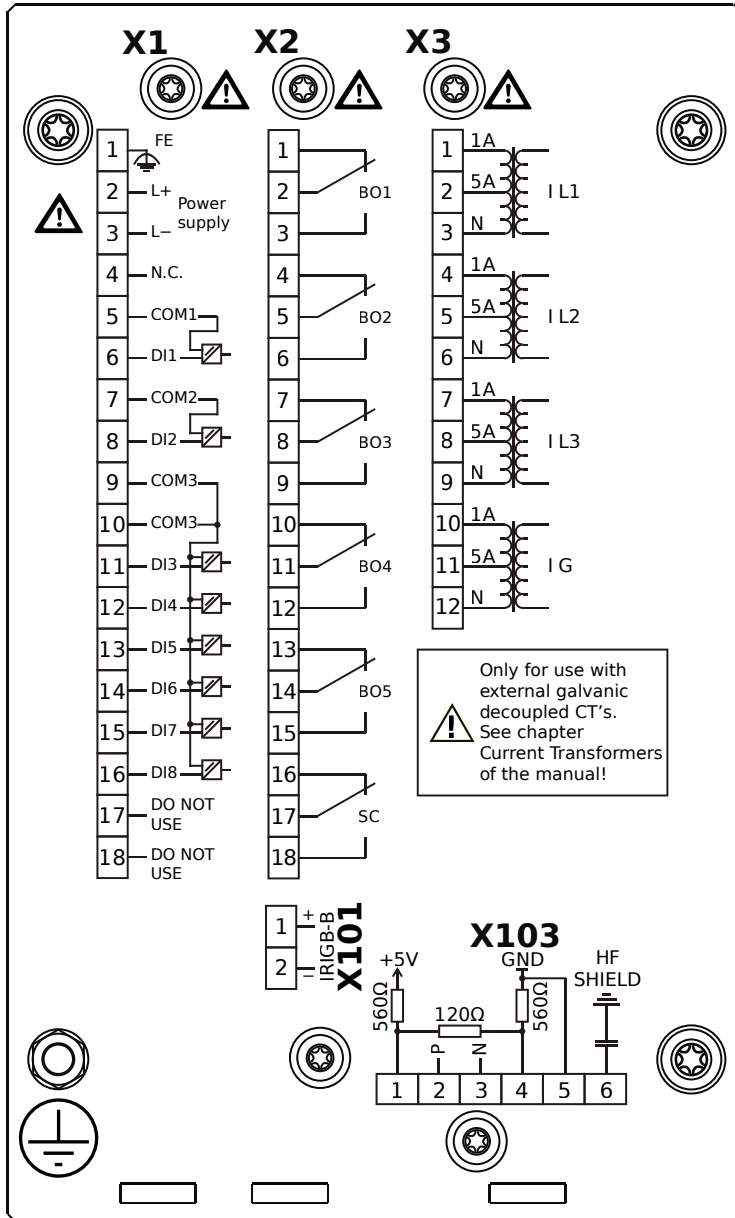 X1 X2 X3
1 FE
2 L+
Power
supply
3 L−
4 N.C.
5 COM1
6 DI1
7 COM2
8 DI2
9 COM3
10 COM3
11 DI3
12 DI4
13 DI5
14 DI6
15 DI7
16 DI8
17 DO NOT
USE
18 DO NOT
USE
1
2 BO1
3
4
5 BO2
6
7
8 BO3
9
10
11 BO4
12
13
14 BO5
15
16
17 SC
18
1 1A
2 5A I L1
3 N
4 1A
5 5A I L2
6 N
7 1A
8 5A I L3
9 N
10 1A
11 5A I G
12 N
Only for use with
external galvanic
decoupled CT's.
See chapter
Current Transformers
of the manual!
1 +
2 −
IRIGB-B
X101
X103
+5V GND HF
SHIELD
560Ω 120Ω 560Ω
P N
1 2 3 4 5 6